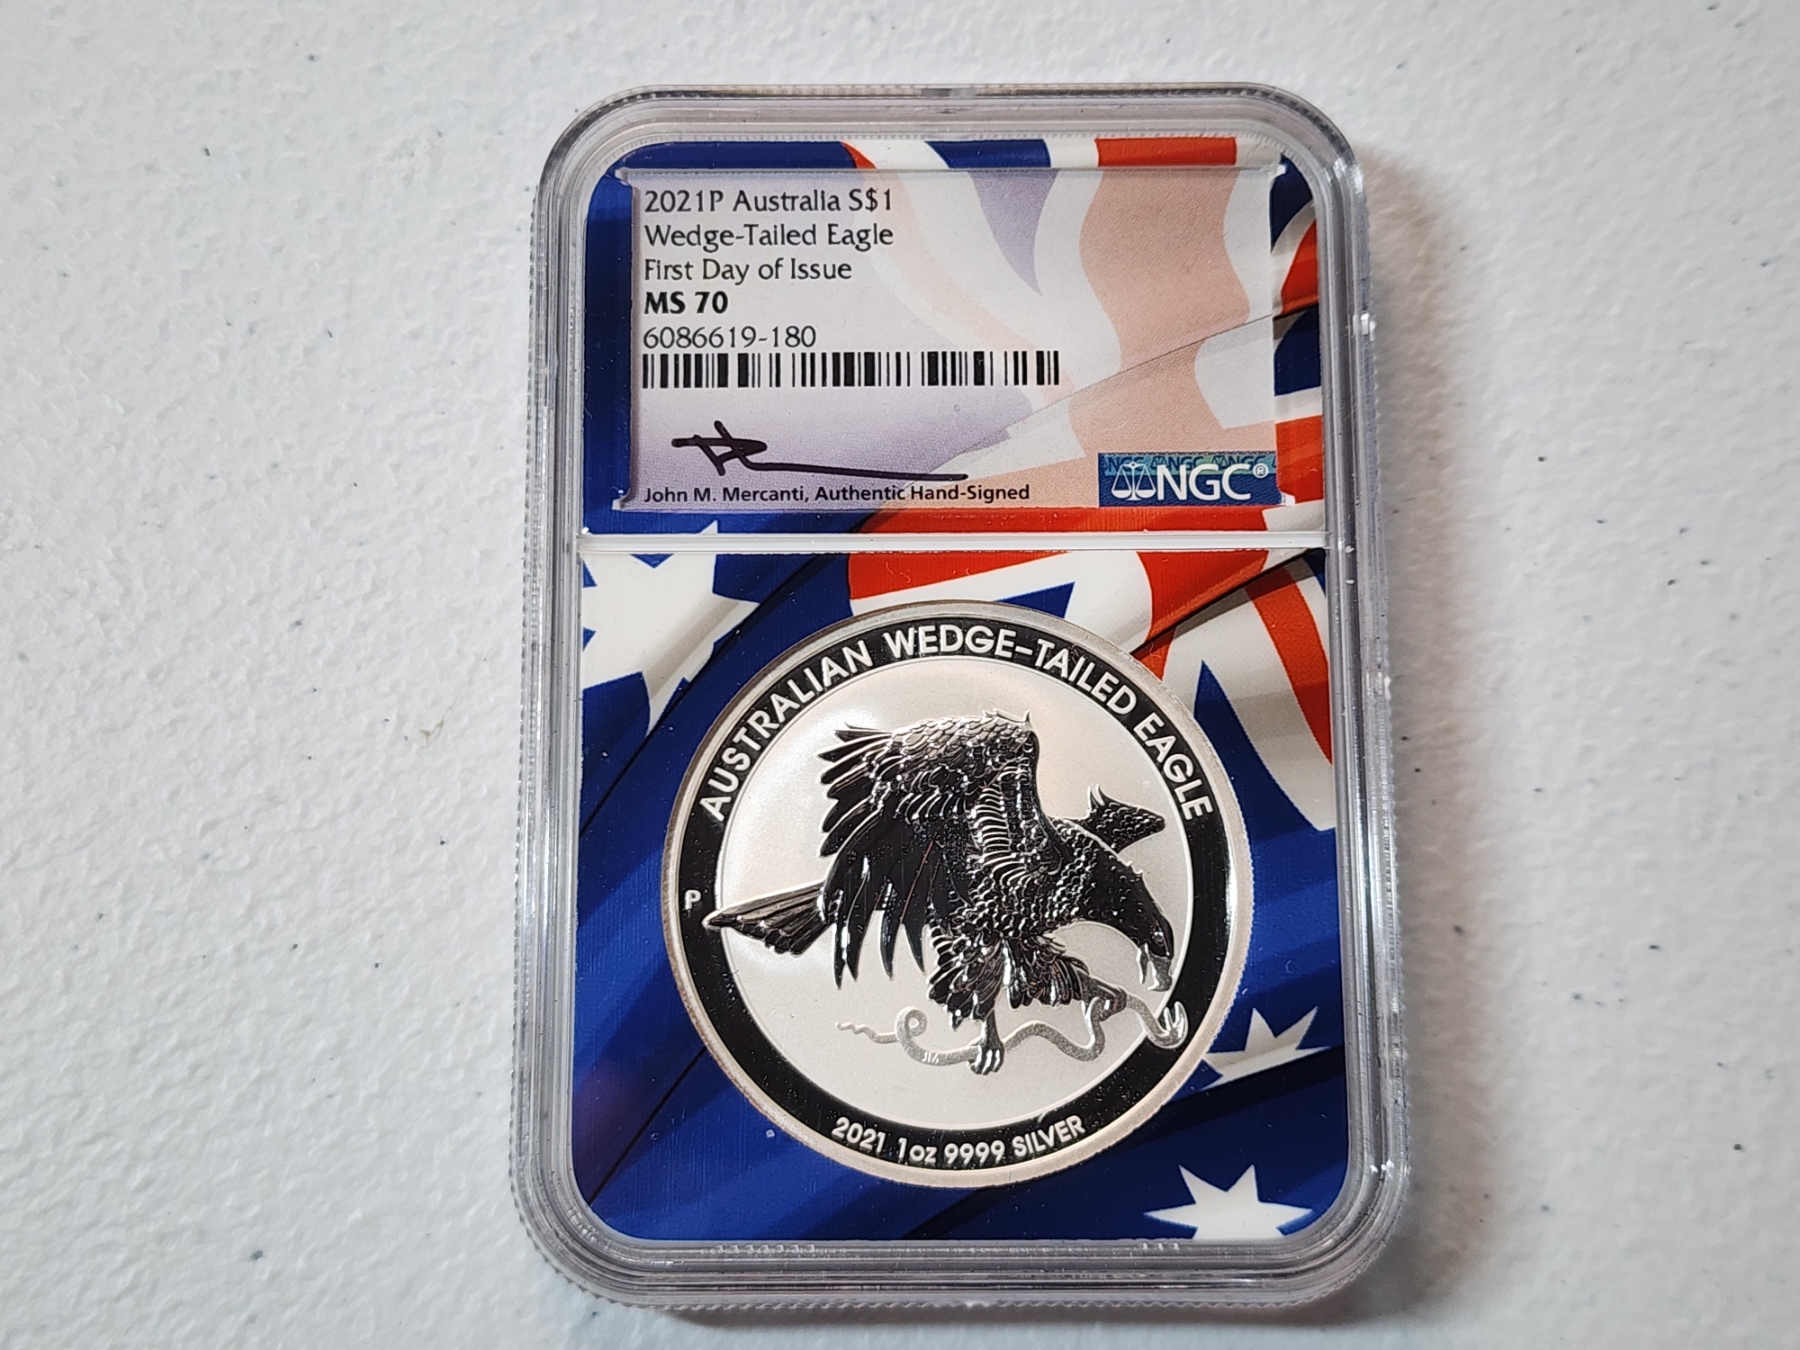 2021P Australia S$1
Wedge-Tailed Eagle
First Day of Issue
MS 70
6086619-180
John M. Mercanti, Authentic Hand-Signed
NGC®
AUSTRALIAN WEDGE-TAILED EAGLE
P
2021 1oz 9999 SILVER